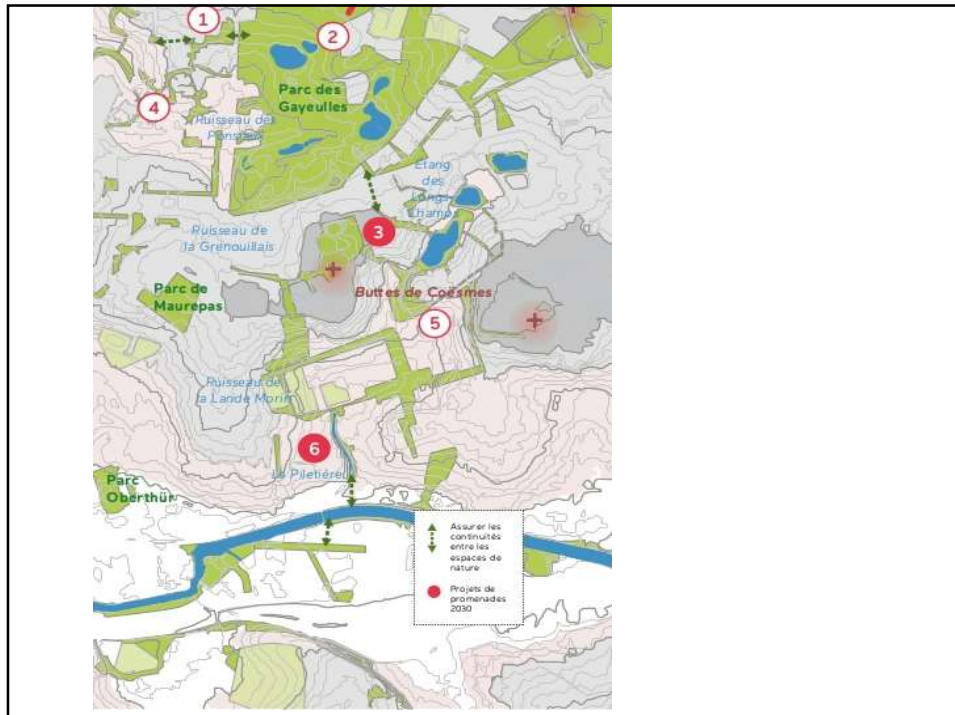 1
2
Parc des
Gayeulles
4
Ruisseau des
Etang
des
Longs
Champs
3
Ruisseau de
la Grenouillais
Parc de
Maurepas
Buttes de Coësmes
5
Ruisseau de
la Lande Morin
6
La Piletière
Parc
Oberthür
Assurer les
continuités
entre les
espaces de
nature
Projets de
promenades
2030